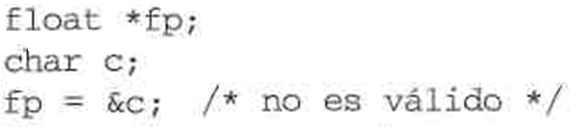 float *fp;
char c;
fp = &c;  /* no es válido */